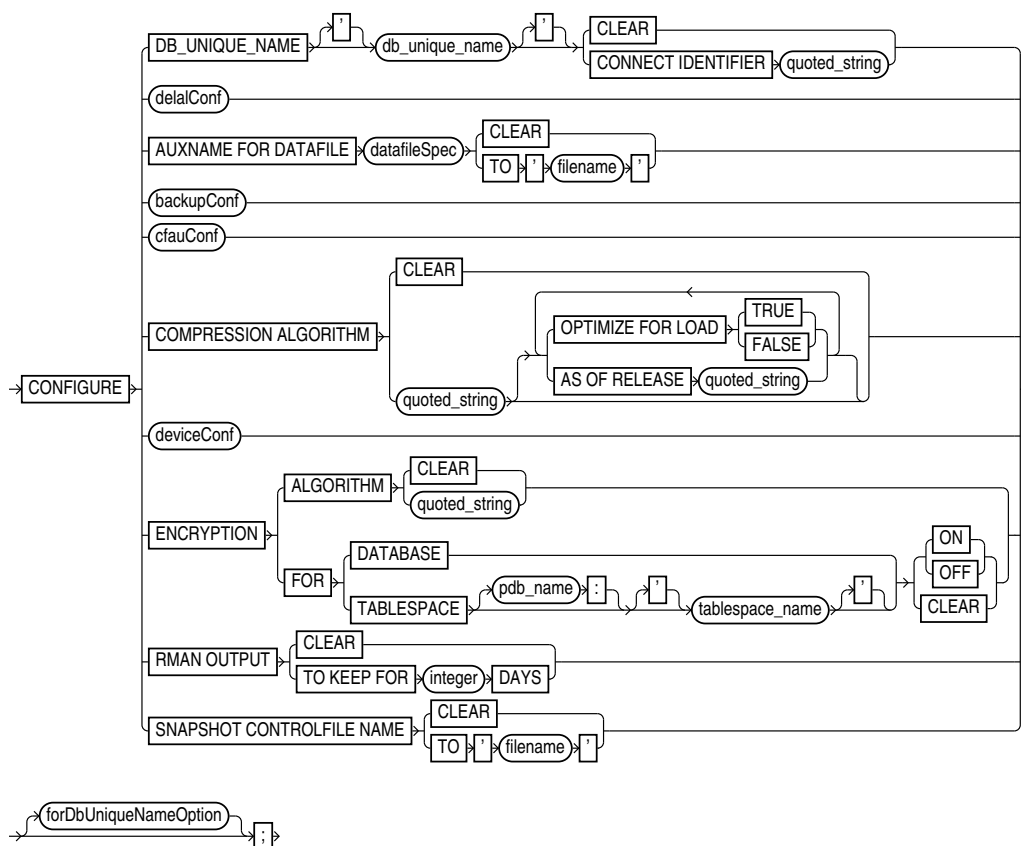 DB_UNIQUE_NAME ' db_unique_name ' CLEAR
CONNECT IDENTIFIER quoted_string
delalConf
AUXNAME FOR DATAFILE datafileSpec CLEAR
TO ' filename '
backupConf
cfauConf
CLEAR
COMPRESSION ALGORITHM OPTIMIZE FOR LOAD TRUE
FALSE
AS OF RELEASE quoted_string
quoted_string
CONFIGURE
deviceConf
ENCRYPTION ALGORITHM CLEAR
quoted_string
FOR DATABASE ON
OFF
TABLESPACE pdb_name : ' tablespace_name ' CLEAR
RMAN OUTPUT CLEAR
TO KEEP FOR integer DAYS
SNAPSHOT CONTROLFILE NAME CLEAR
TO ' filename '
forDbUniqueNameOption ;